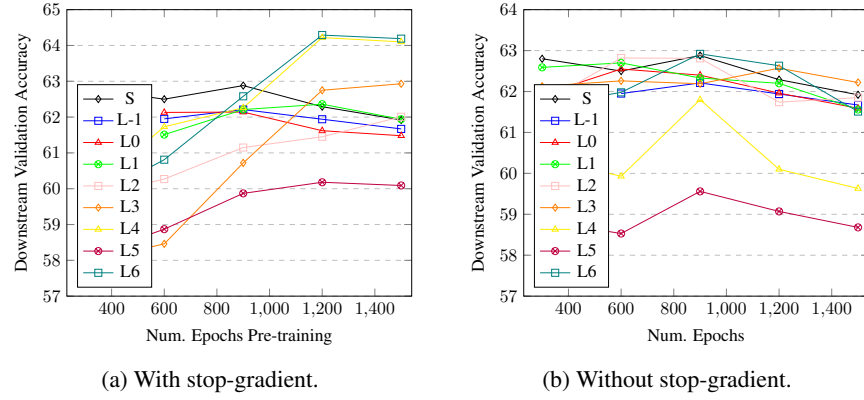 65
64
63
62
61
60
59
58
57
Downstream Validation Accuracy
S
L-1
L0
L1
L2
L3
L4
L5
L6
400 600 800 1,000 1,200 1,400
Num. Epochs Pre-training
(a) With stop-gradient.
64
63
62
61
60
59
58
57
Downstream Validation Accuracy
S
L-1
L0
L1
L2
L3
L4
L5
L6
400 600 800 1,000 1,200 1,400
Num. Epochs
(b) Without stop-gradient.